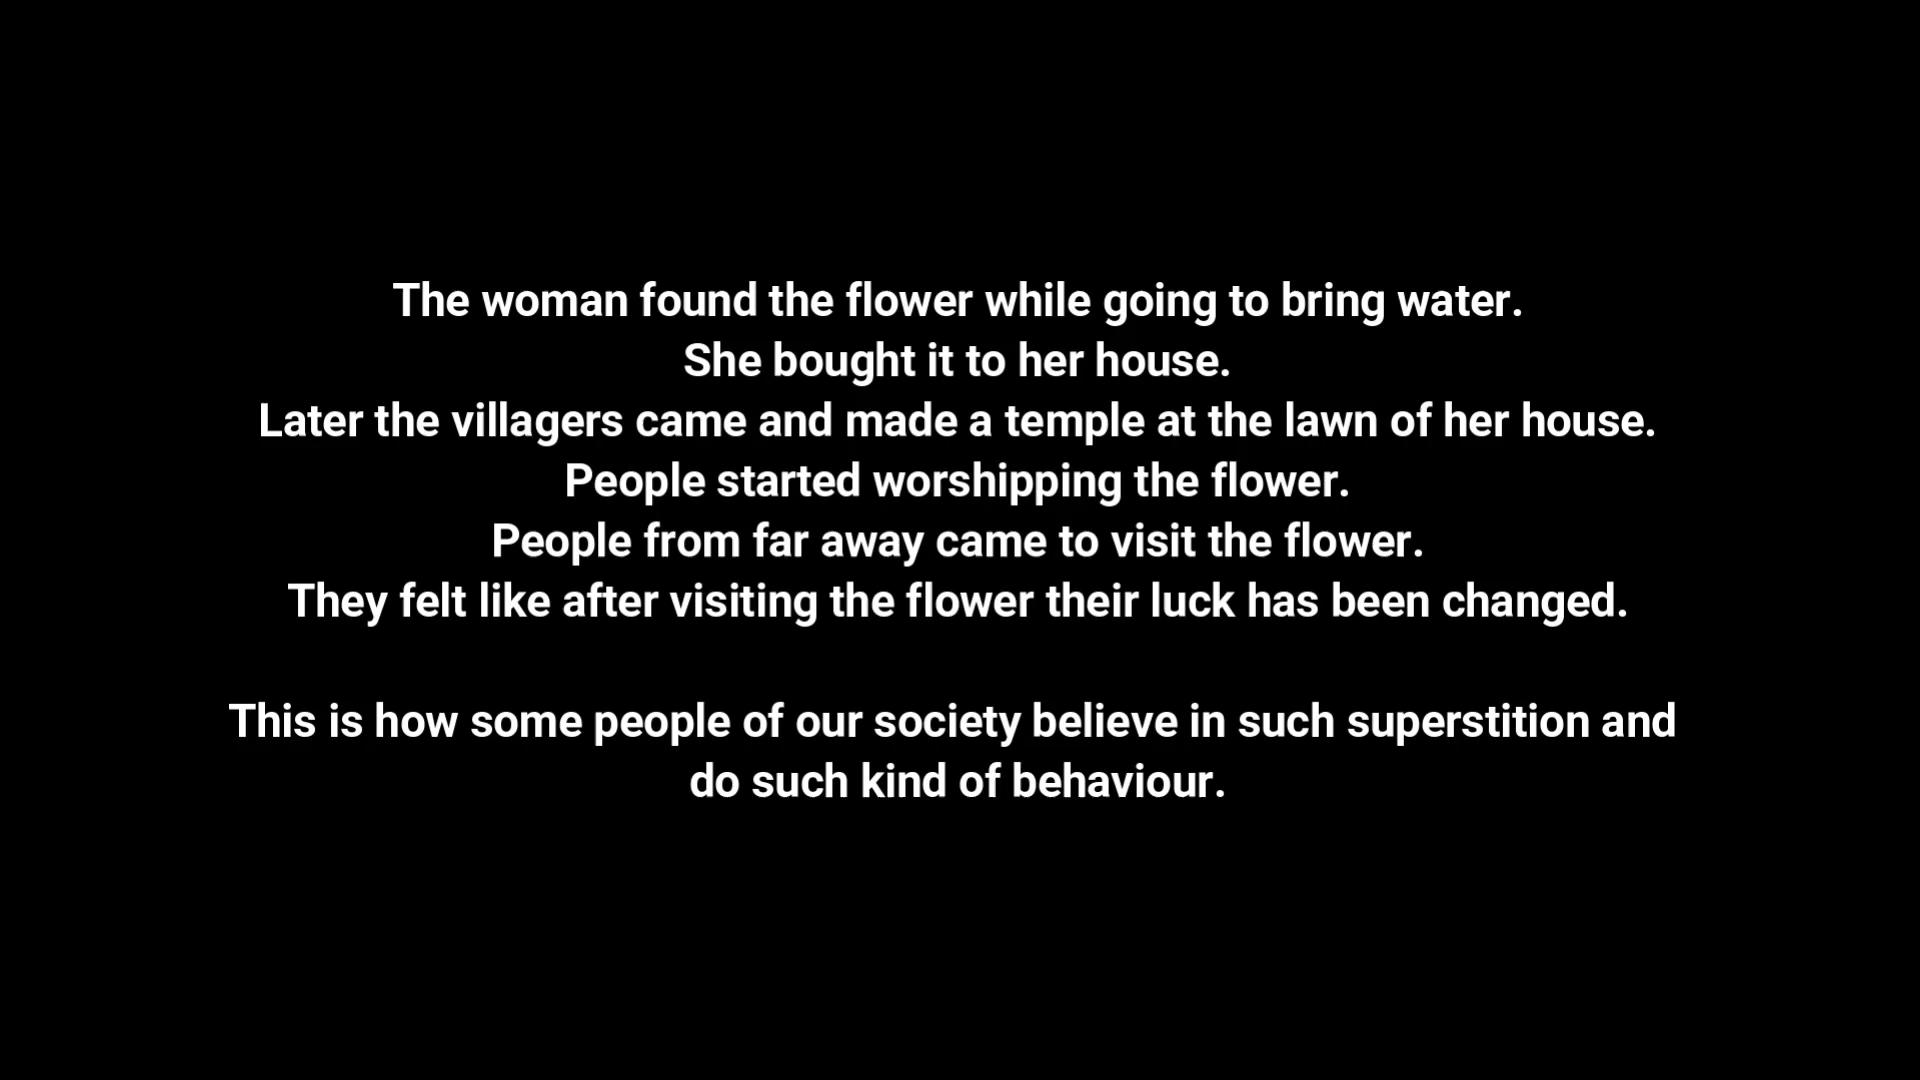 The woman found the flower while going to bring water.
She bought it to her house.
Later the villagers came and made a temple at the lawn of her house.
People started worshipping the flower.
People from far away came to visit the flower.
They felt like after visiting the flower their luck has been changed.
This is how some people of our society believe in such superstition and
do such kind of behaviour.